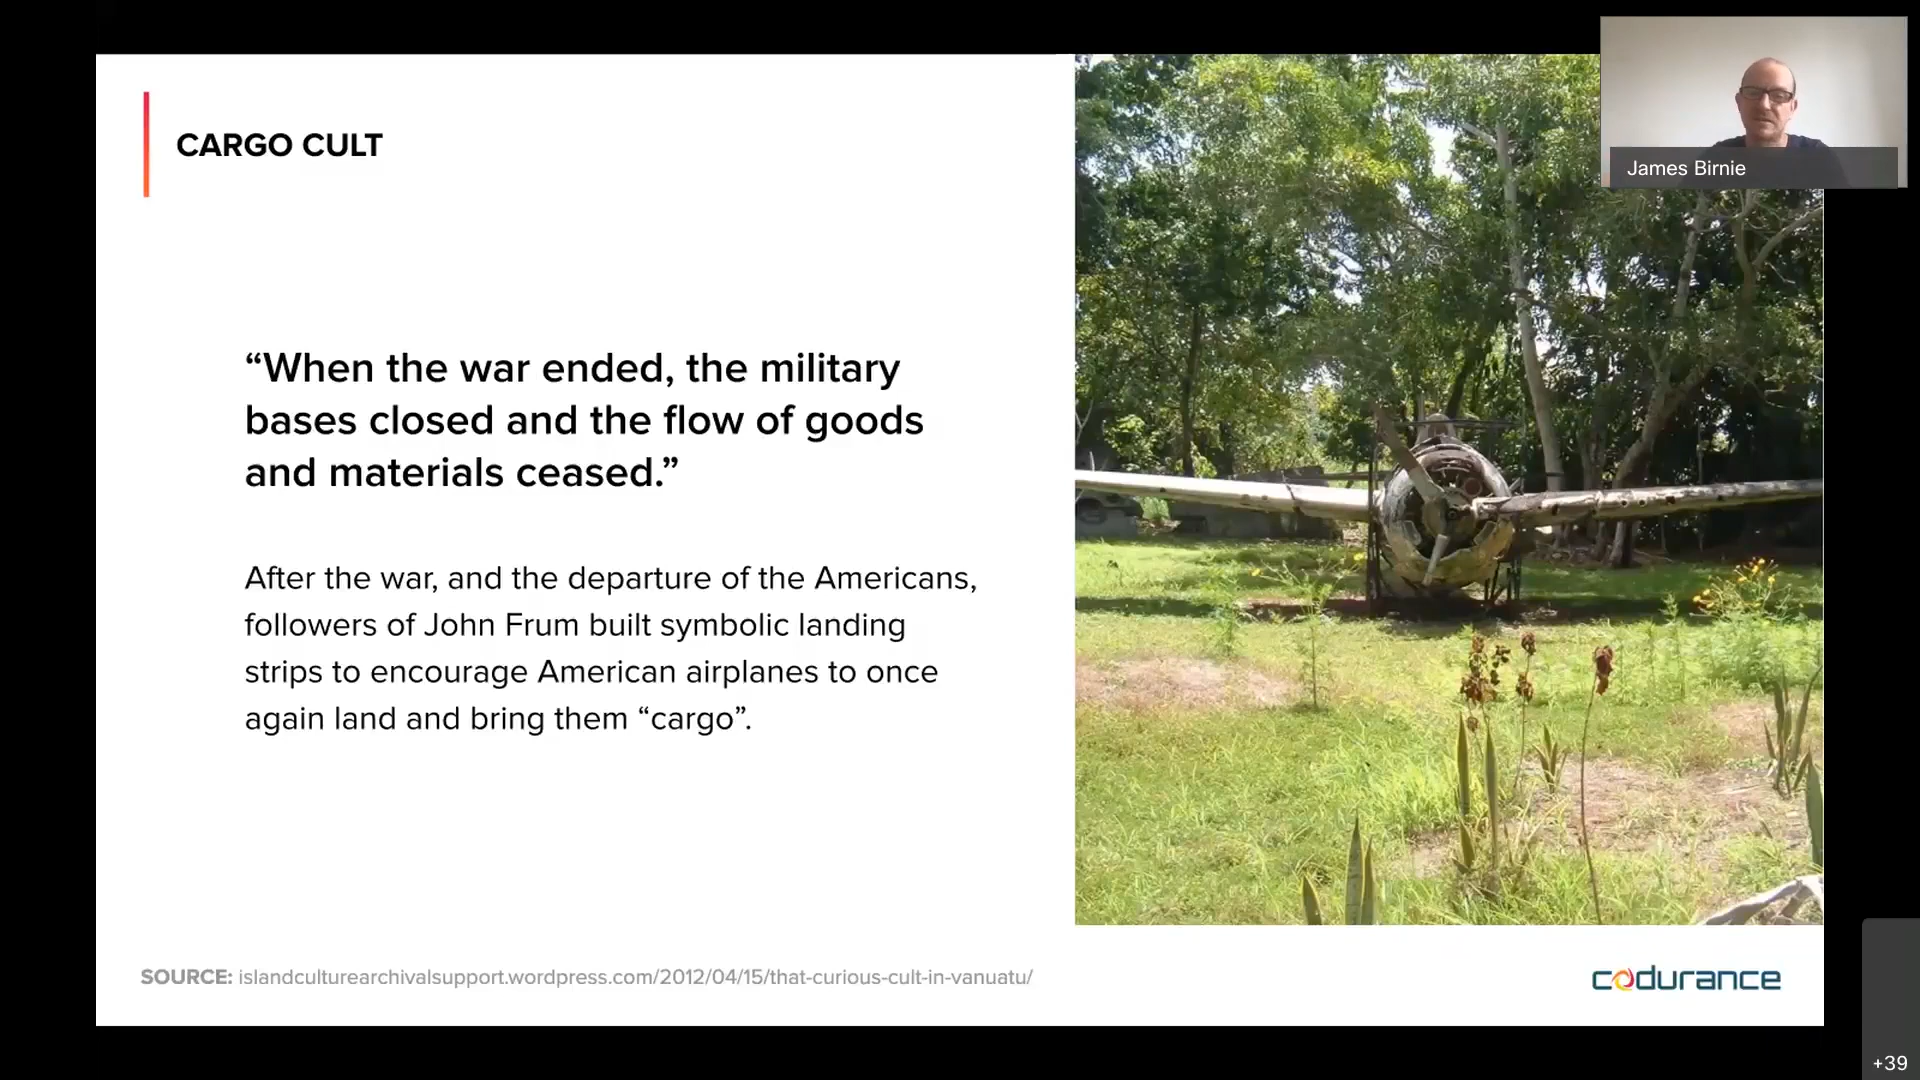 CARGO CULT
James Birnie
“When the war ended, the military
bases closed and the flow of goods
and materials ceased.”
After the war, and the departure of the Americans,
followers of John Frum built symbolic landing
strips to encourage American airplanes to once
again land and bring them “cargo”.
SOURCE: islandculturearchivalsupport.wordpress.com/2012/04/15/that-curious-cult-in-vanuatu/
codurance
+39